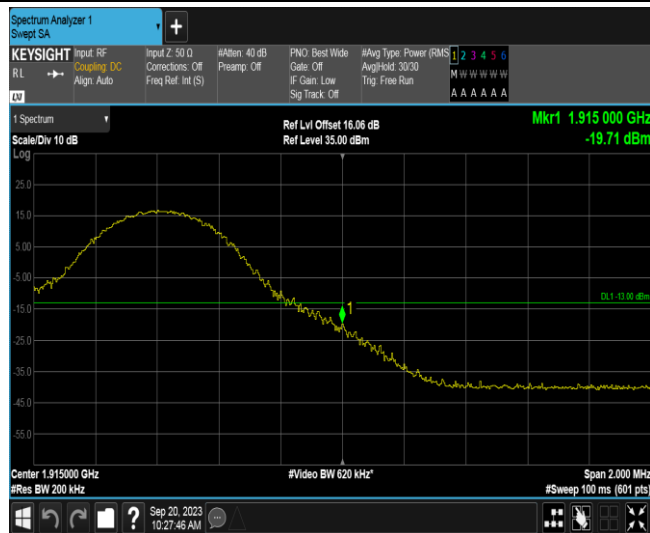 Spectrum Analyzer 1
Swept SA
+
KEYSIGHT
RL
Input: RF
Coupling: DC
Align: Auto
Input Z: 50 Ω
Corrections: Off
Freq Ref: Int (S)
#Atten: 40 dB
Preamp: Off
PNO: Best Wide
Gate: Off
IF Gain: Low
Sig Track: Off
#Avg Type: Power (RMS
Avg|Hold: 30/30
Trig: Free Run
1 2 3 4 5 6
M W W W W W
A A A A A A
1 Spectrum
Scale/Div 10 dB
Log
Ref Lvl Offset 16.06 dB
Ref Level 35.00 dBm
Mkr1 1.915 000 GHz
-19.71 dBm
25.0
15.0
5.00
-5.00
DL1 -13.00 dBm
1
-15.0
-25.0
-35.0
-45.0
-55.0
Center 1.915000 GHz
#Res BW 200 kHz
#Video BW 620 kHz*
Span 2.000 MHz
#Sweep 100 ms (601 pts)
?
Sep 20, 2023
10:27:46 AM